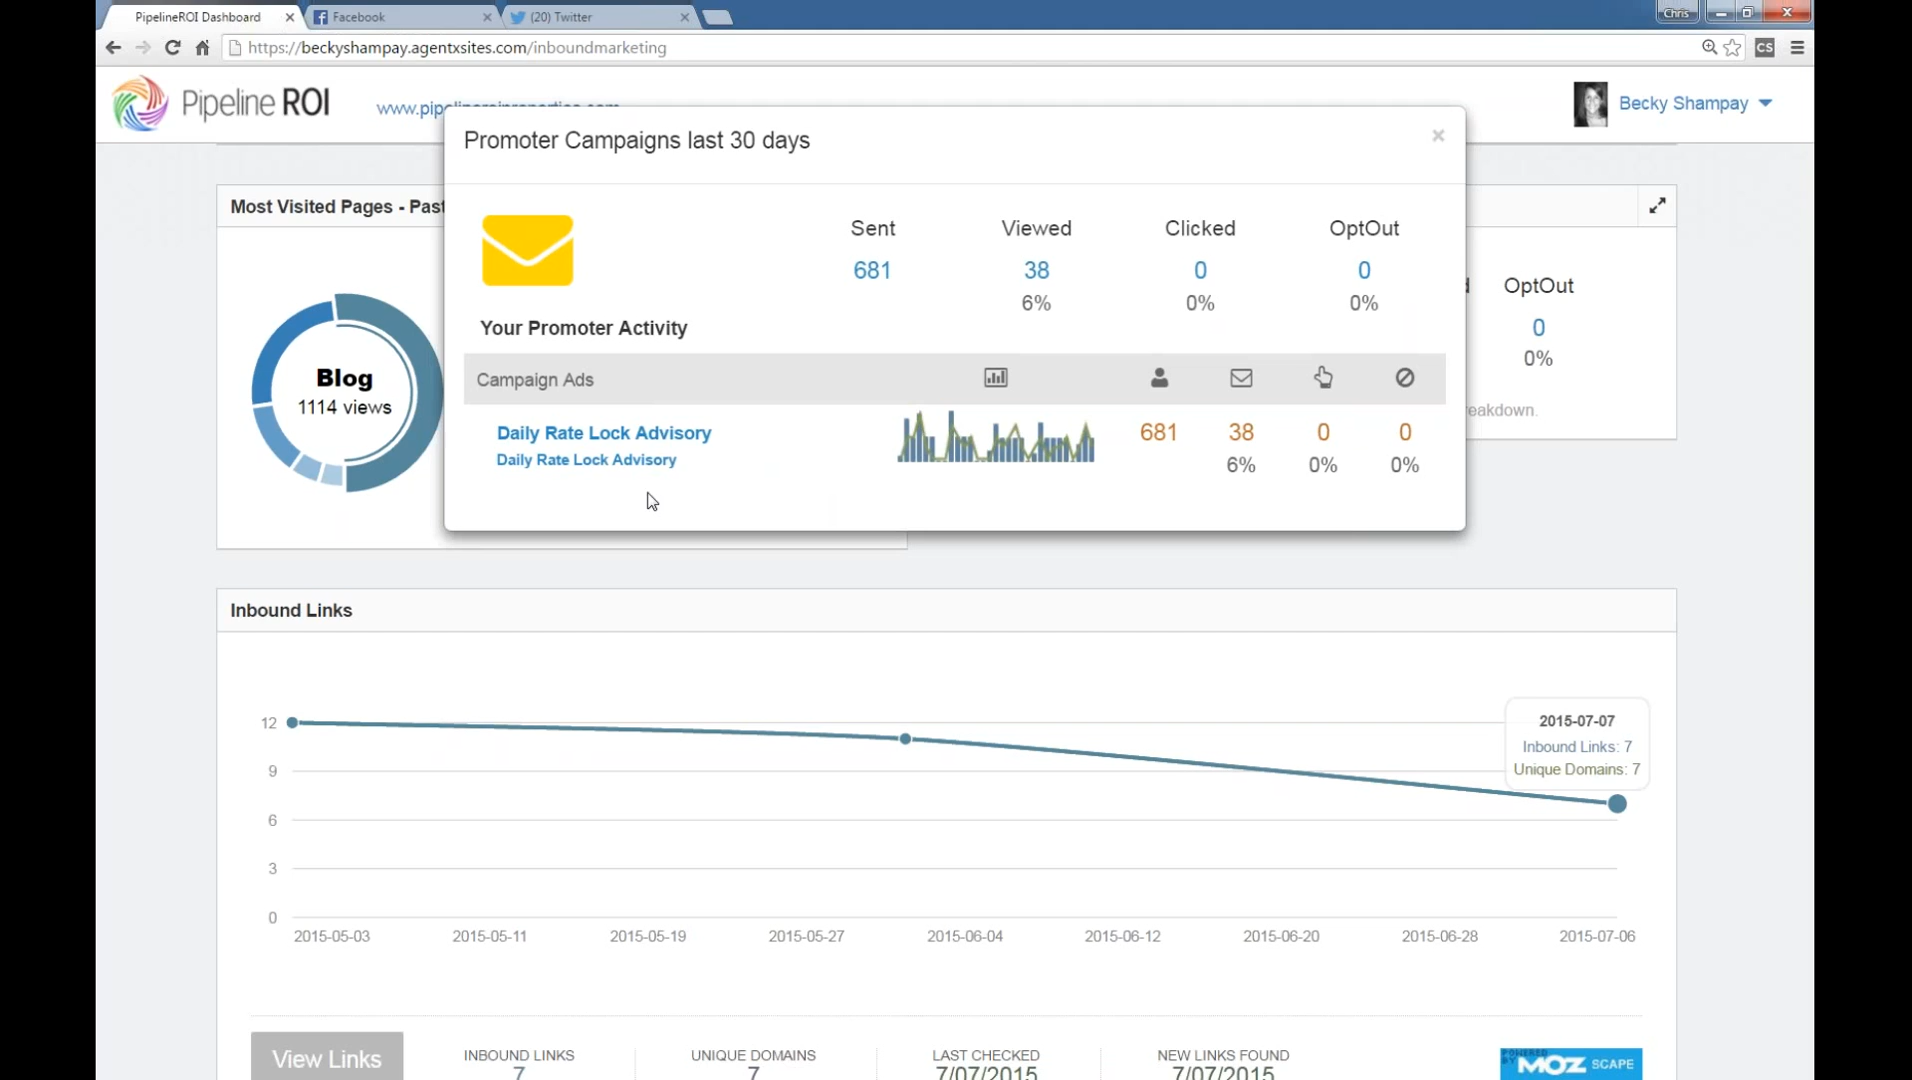 PipelineROI Dashboard
Facebook
(20) Twitter
Chris
https://beckyshampay.agentxsites.com/inboundmarketing
CS
Pipeline ROI
Becky Shampay
Promoter Campaigns last 30 days
Most Visited Pages - Past
Sent
Viewed
Clicked
OptOut
681
38
0
0
6%
0%
0%
OptOut
0
0%
Your Promoter Activity
Campaign Ads
Blog
1114 views
Daily Rate Lock Advisory
Daily Rate Lock Advisory
681
38
0
0
6%
0%
0%
Inbound Links
12
9
6
3
0
2015-07-07
Inbound Links: 7
Unique Domains: 7
2015-05-03
2015-05-11
2015-05-19
2015-05-27
2015-06-04
2015-06-12
2015-06-20
2015-06-28
2015-07-06
View Links
INBOUND LINKS
7
UNIQUE DOMAINS
7
LAST CHECKED
7/07/2015
NEW LINKS FOUND
7/07/2015
POWERED BY
MOZ SCAPE